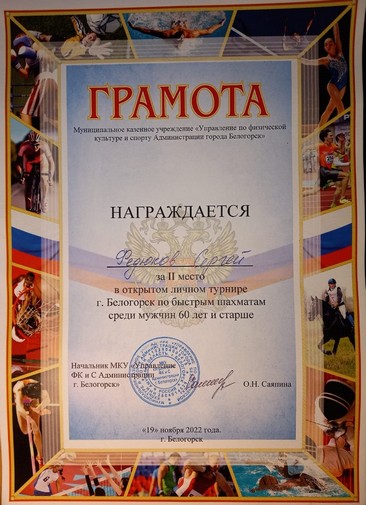 ГРАМОТА
Муниципальное казенное учреждение «Управление по физической
культуре и спорту Администрации города Белогорск»
НАГРАЖДАЕТСЯ
Федюков Сергей
за II место
в открытом личном турнире
г. Белогорск по быстрым шахматам
среди мужчин 60 лет и старше
Начальник МКУ «Управление
ФК и С Администрации
г. Белогорск»
О.Н. Саяпина
«19» ноября 2022 года.
г. Белогорск